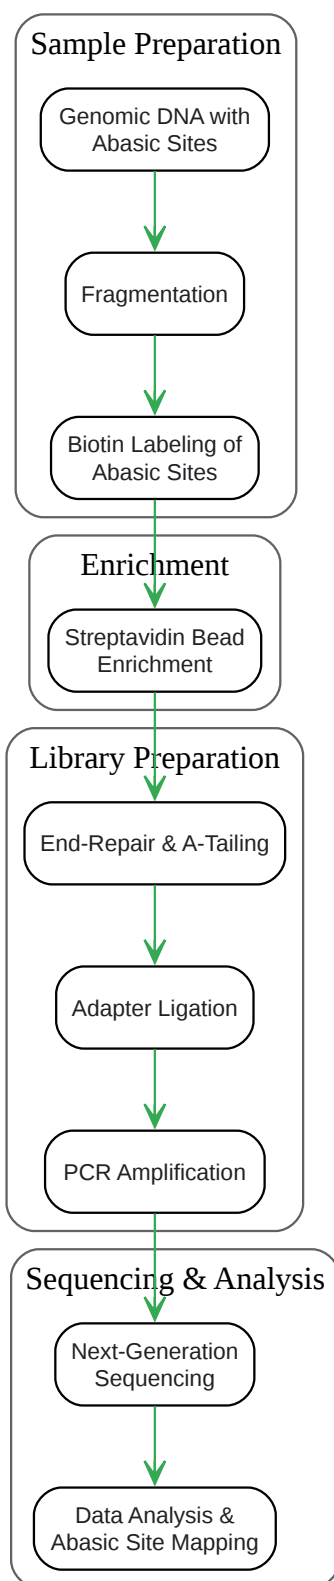 Sample Preparation
Genomic DNA with
Abasic Sites
Fragmentation
Biotin Labeling of
Abasic Sites
Enrichment
Streptavidin Bead
Enrichment
Library Preparation
End-Repair & A-Tailing
Adapter Ligation
PCR Amplification
Sequencing & Analysis
Next-Generation
Sequencing
Data Analysis &
Abasic Site Mapping